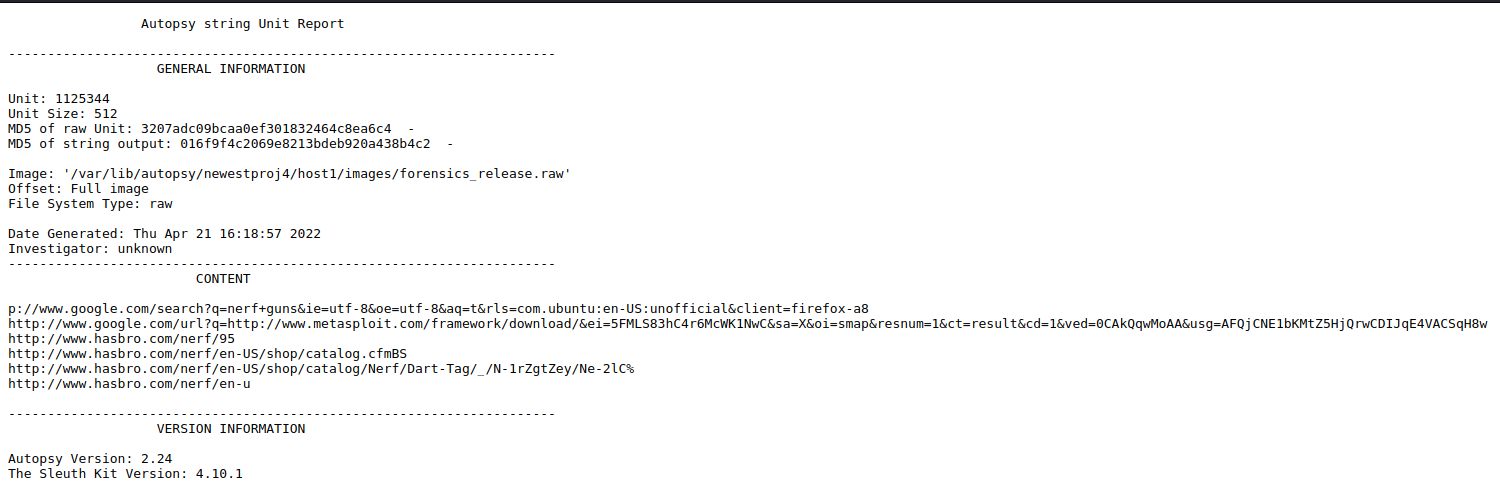 Autopsy string Unit Report
----------------------------------------------------------------------
GENERAL INFORMATION
Unit: 1125344
Unit Size: 512
MD5 of raw Unit: 3207adc09bcaa0ef301832464c8ea6c4  -
MD5 of string output: 016f9f4c2069e8213bdeb920a438b4c2  -
Image: '/var/lib/autopsy/newestproj4/host1/images/forensics_release.raw'
Offset: Full image
File System Type: raw
Date Generated: Thu Apr 21 16:18:57 2022
Investigator: unknown
----------------------------------------------------------------------
CONTENT
p://www.google.com/search?q=nerf+guns&ie=utf-8&oe=utf-8&aq=t&rls=com.ubuntu:en-US:unofficial&client=firefox-a8
http://www.google.com/url?q=http://www.metasploit.com/framework/download/&ei=5FMLS83hC4r6McWK1NwC&sa=X&oi=smap&resnum=1&ct=result&cd=1&ved=0CAkQqwMoAA&usg=AFQjCNE1bKMtZ5HjQrwCDIJqE4VACSqH8w
http://www.hasbro.com/nerf/95
http://www.hasbro.com/nerf/en-US/shop/catalog.cfmBS
http://www.hasbro.com/nerf/en-US/shop/catalog/Nerf/Dart-Tag/_/N-1rZgtZey/Ne-2lC%
http://www.hasbro.com/nerf/en-u
----------------------------------------------------------------------
VERSION INFORMATION
Autopsy Version: 2.24
The Sleuth Kit Version: 4.10.1